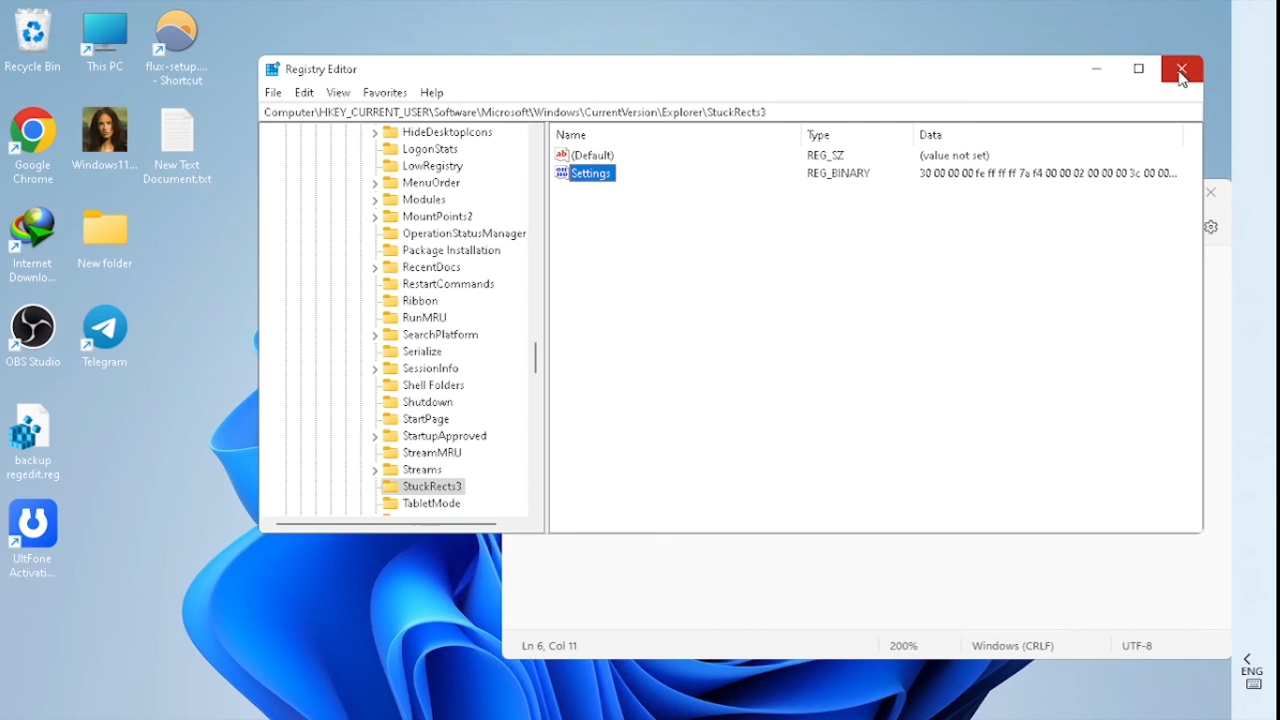 Recycle Bin
This PC
flux-setup....
- Shortcut
Google
Chrome
Windows11...
New Text
Document.txt
Internet
Downlo...
New folder
OBS Studio
Telegram
backup
regedit.reg
UltFone
Activati...
Registry Editor
File Edit View Favorites Help
Computer\HKEY_CURRENT_USER\Software\Microsoft\Windows\CurrentVersion\Explorer\StuckRects3
HideDesktopIcons
LogonStats
LowRegistry
MenuOrder
Modules
MountPoints2
OperationStatusManager
Package Installation
RecentDocs
RestartCommands
Ribbon
RunMRU
SearchPlatform
Serialize
SessionInfo
Shell Folders
Shutdown
StartPage
StartupApproved
StreamMRU
Streams
StuckRects3
TabletMode
Name Type Data
ab (Default) REG_SZ (value not set)
Settings REG_BINARY 30 00 00 00 fe ff ff ff 7a f4 00 00 02 00 00 00 3c 00 00...
Ln 6, Col 11 200% Windows (CRLF) UTF-8
ENG